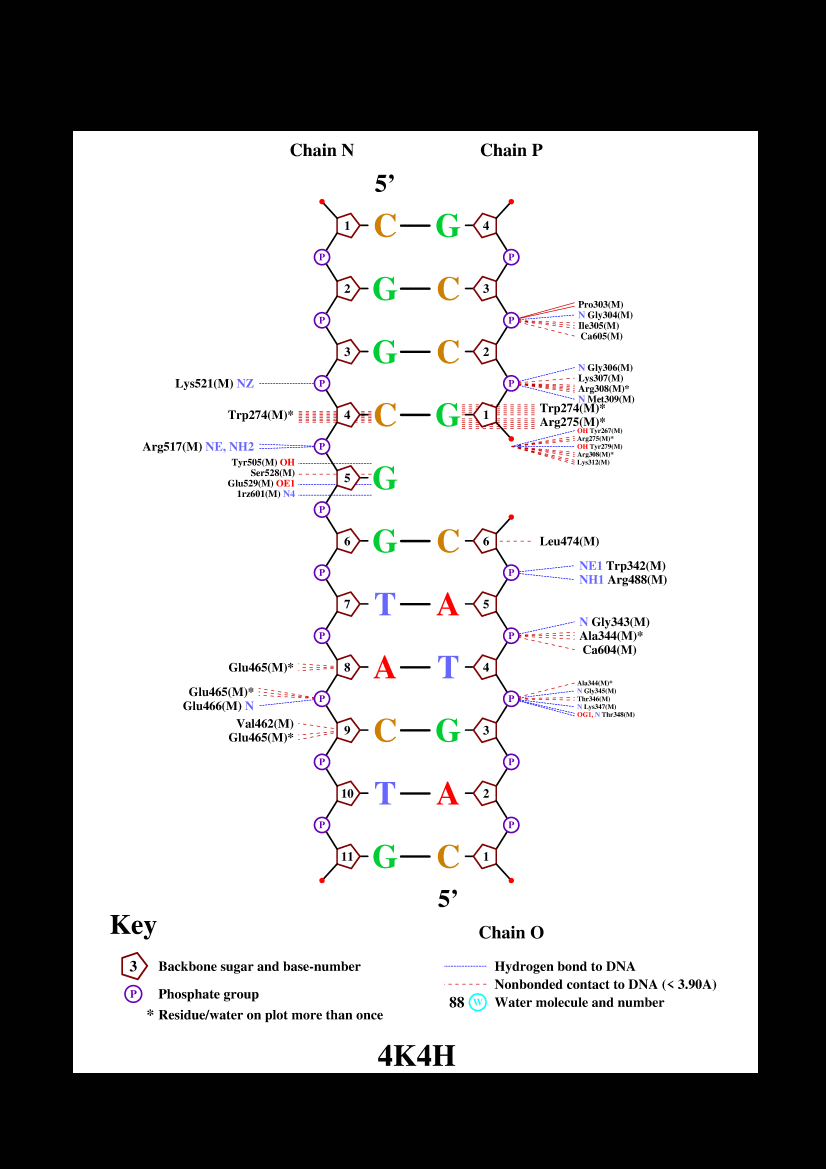 Chain N Chain P
5’
1 C G 4
P P
2 G C 3
Pro303(M)
P P N Gly304(M)
Ile305(M)
Ca605(M)
3 G C 2
N Gly306(M)
Lys307(M)
Lys521(M) NZ P P
Arg308(M)*
N Met309(M)
Trp274(M)*
Trp274(M)* 4 C G 1
Arg275(M)*
OH Tyr267(M)
Arg275(M)*
Arg517(M) NE, NH2 P OH Tyr279(M)
Arg308(M)*
Lys312(M)
Tyr505(M) OH
Ser528(M)
5 G
Glu529(M) OE1
1rz601(M) N4
P
6 G C 6 Leu474(M)
NE1 Trp342(M)
P P
NH1 Arg488(M)
7 T A 5
N Gly343(M)
P P Ala344(M)*
Ca604(M)
Glu465(M)* 8 A T 4
Ala344(M)*
Glu465(M)* N Gly345(M)
P P Thr346(M)
Glu466(M) N N Lys347(M)
OG1, N Thr348(M)
Val462(M)
9 C G 3
Glu465(M)*
P P
10 T A 2
P P
11 G C 1
5’
Key
Chain O
3 Backbone sugar and base-number
Hydrogen bond to DNA
P Phosphate group
Nonbonded contact to DNA (< 3.90A)
88 W Water molecule and number
* Residue/water on plot more than once
4K4H